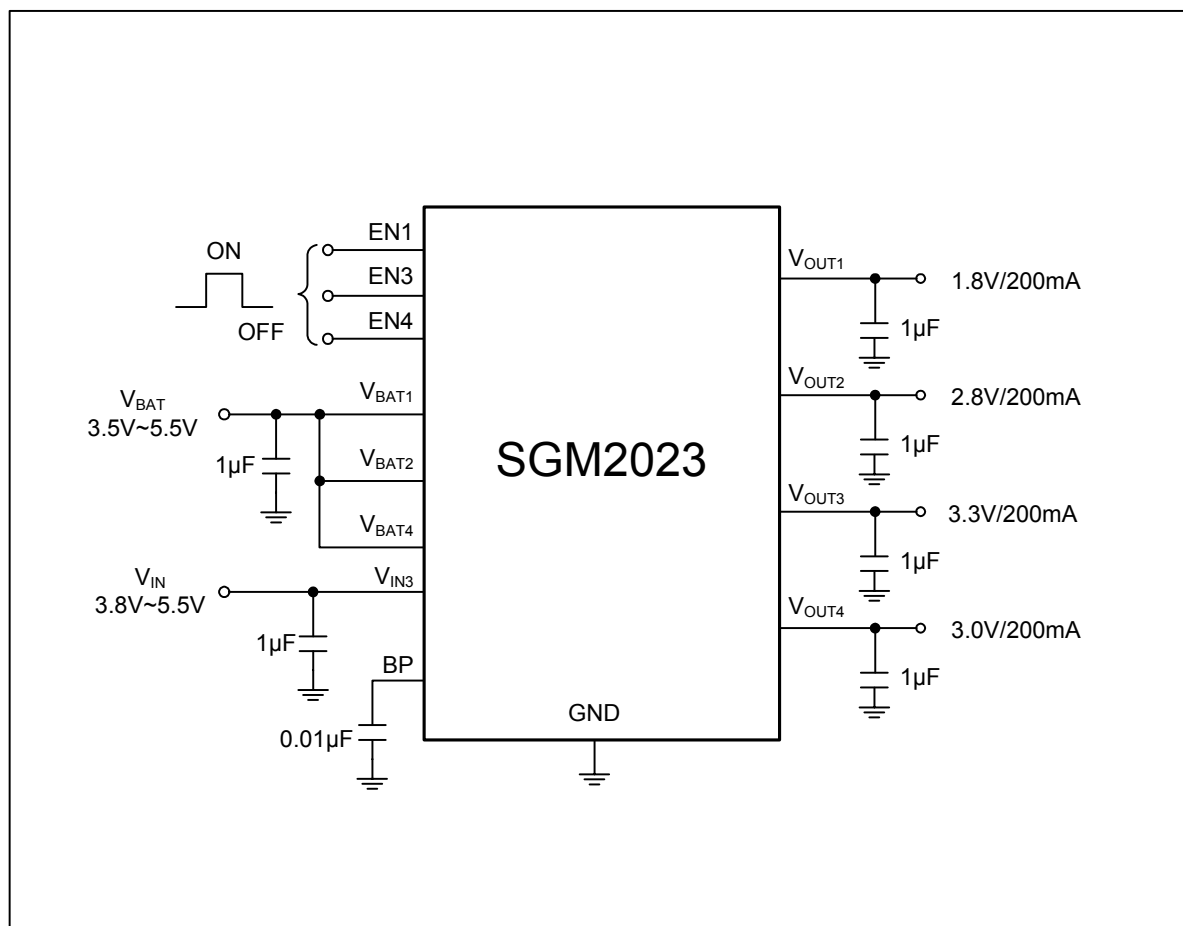 ON
OFF
EN1
EN3
EN4
VBAT
3.5V~5.5V
1µF
VBAT1
VBAT2
VBAT4
VIN
3.8V~5.5V
1µF
VIN3
BP
0.01µF
SGM2023
GND
VOUT1
1.8V/200mA
1µF
VOUT2
2.8V/200mA
1µF
VOUT3
3.3V/200mA
1µF
VOUT4
3.0V/200mA
1µF